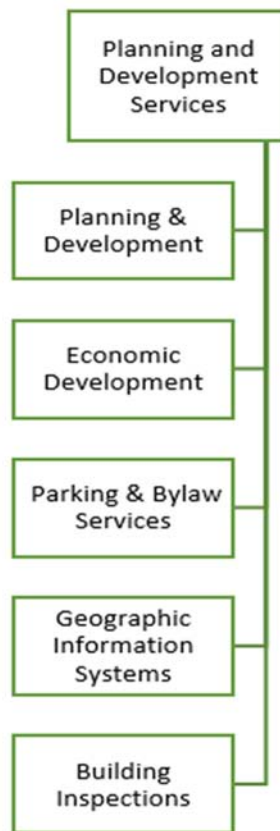 Planning and
Development
Services
Planning &
Development
Economic
Development
Parking & Bylaw
Services
Geographic
Information
Systems
Building
Inspections